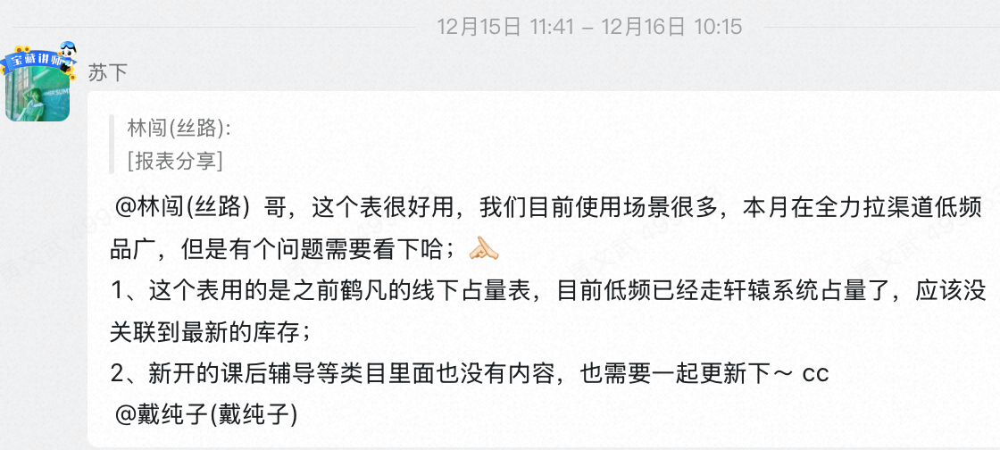 12月15日 11:41 – 12月16日 10:15
宝藏讲师
苏下
林闯(丝路):
[报表分享]
@林闯(丝路) 哥，这个表很好用，我们目前使用场景很多，本月在全力拉渠道低频
品广，但是有个问题需要看下哈；
1、这个表用的是之前鹤凡的线下占量表，目前低频已经走轩辕系统占量了，应该没
关联到最新的库存；
2、新开的课后辅导等类目里面也没有内容，也需要一起更新下～ cc
@戴纯子(戴纯子)